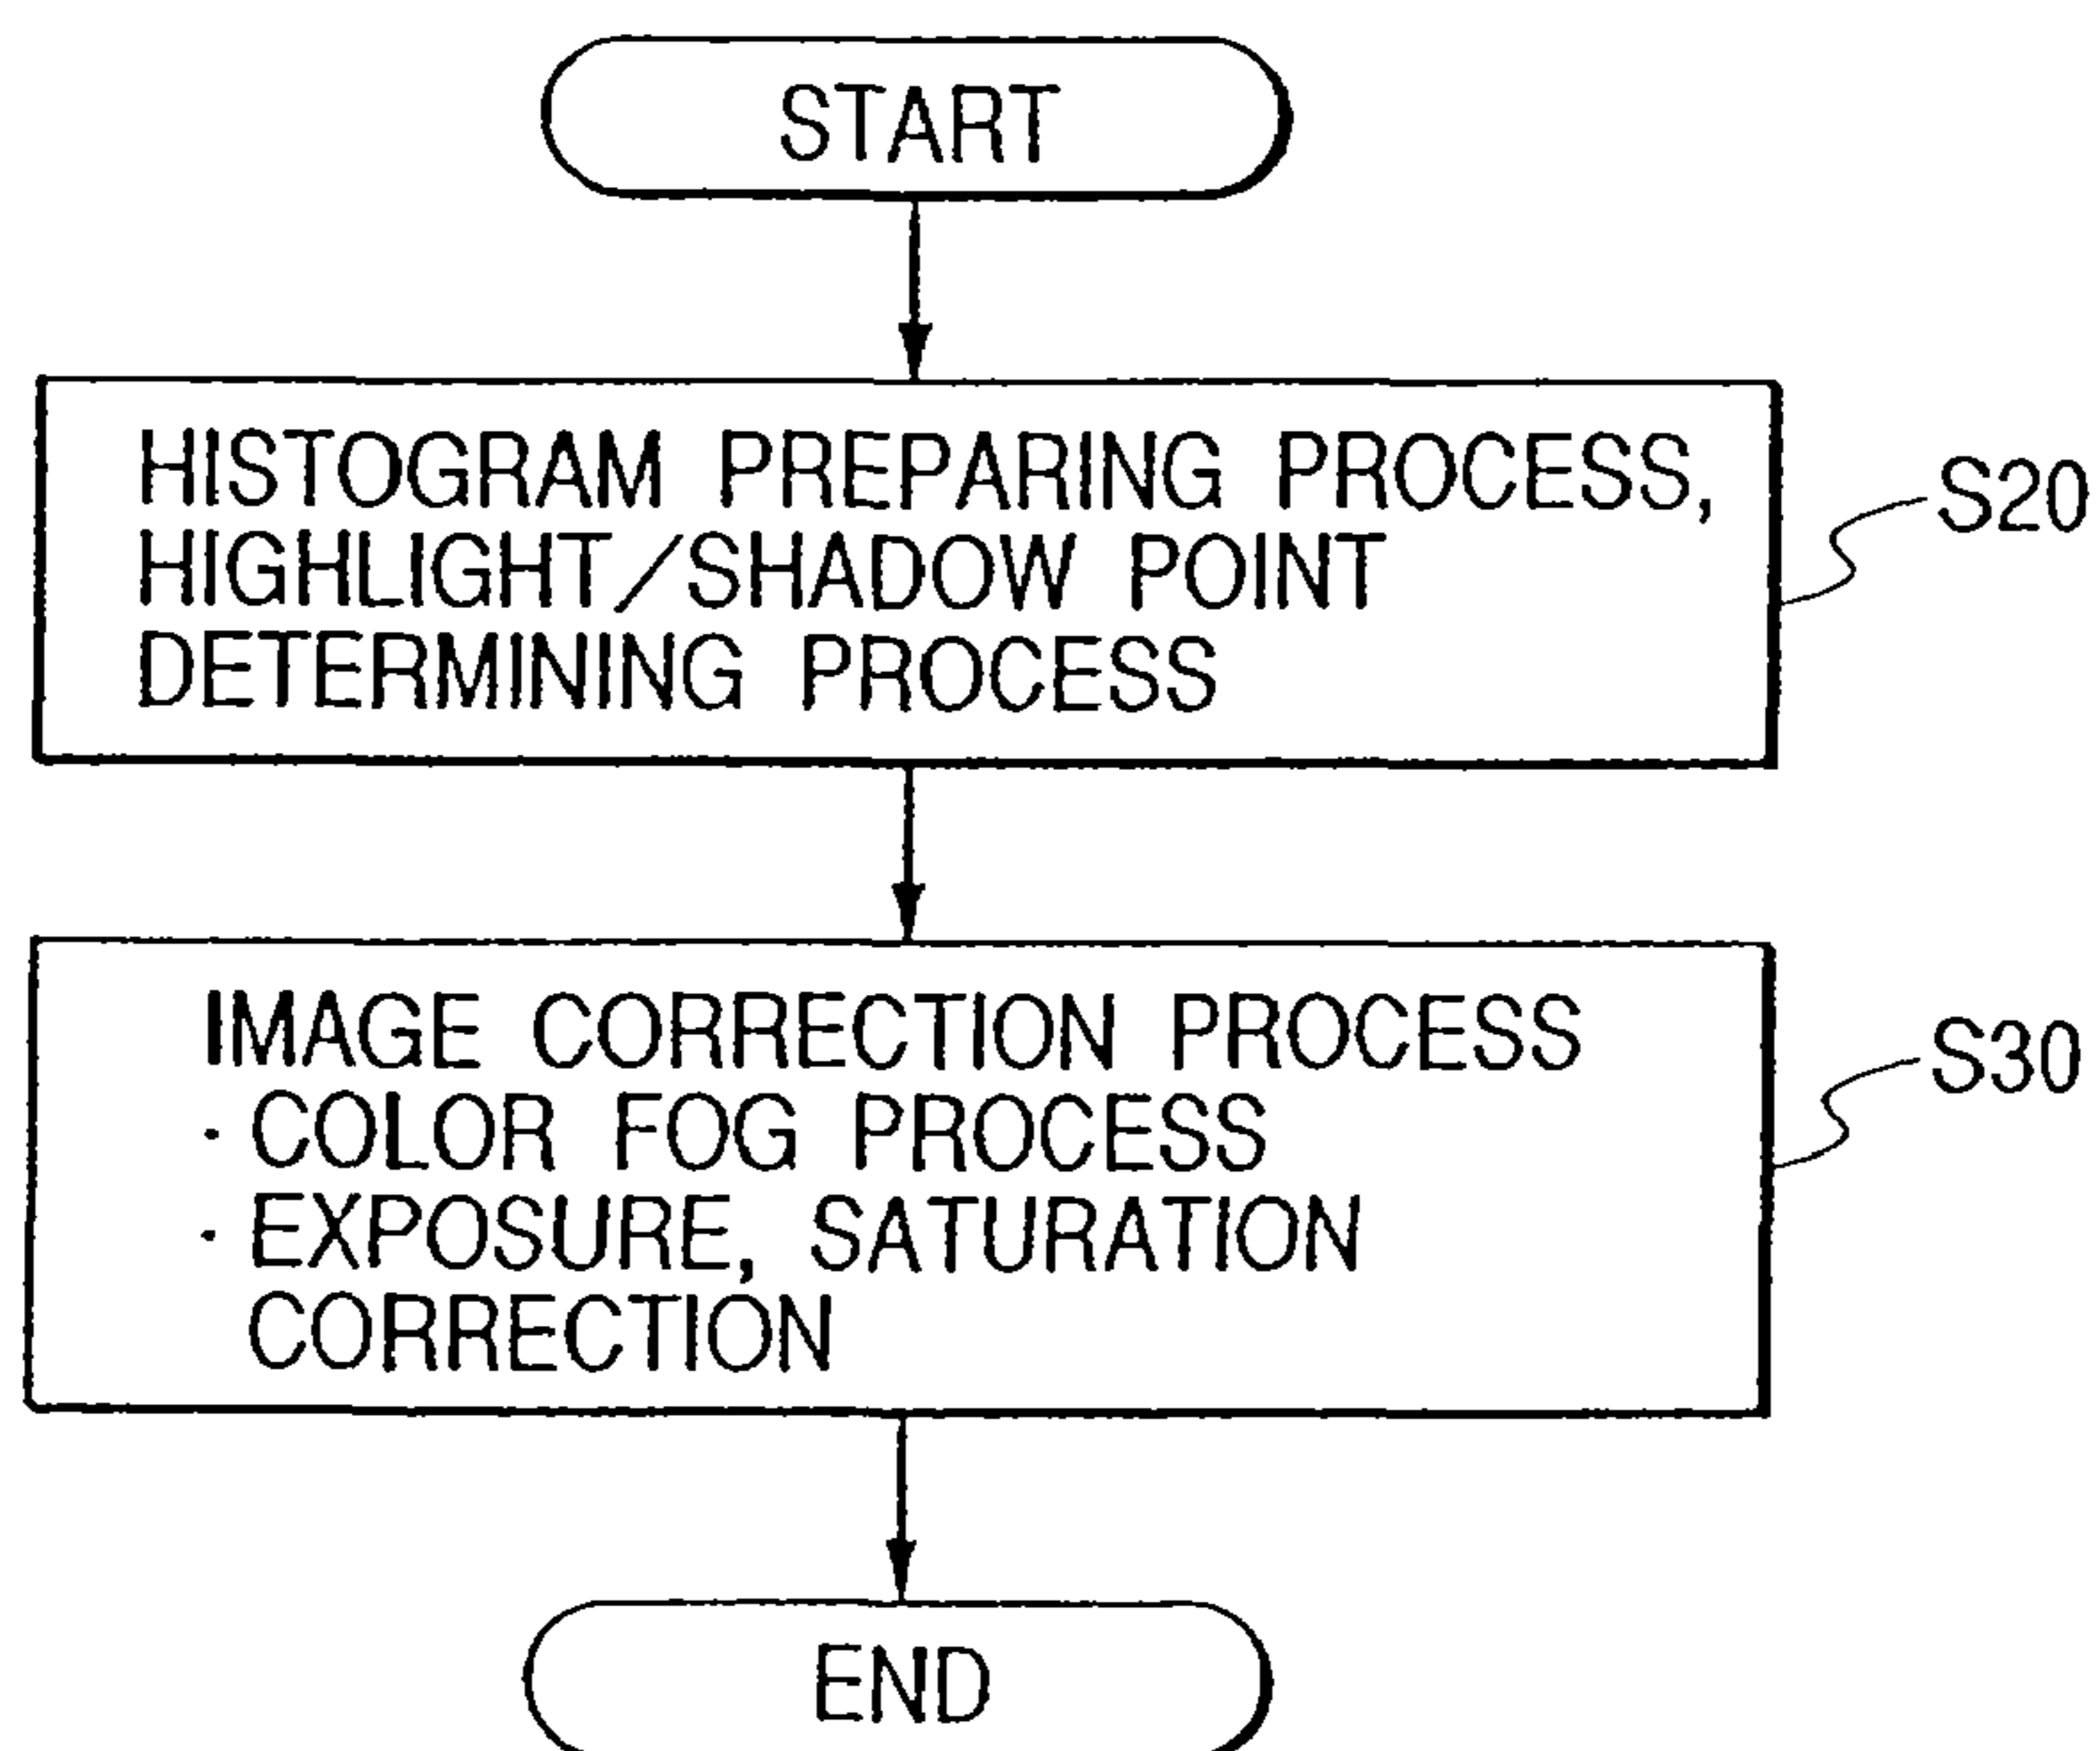 START
HISTOGRAM PREPARING PROCESS,
HIGHLIGHT/SHADOW POINT
DETERMINING PROCESS
S20
IMAGE CORRECTION PROCESS
· COLOR FOG PROCESS
· EXPOSURE, SATURATION
CORRECTION
S30
END